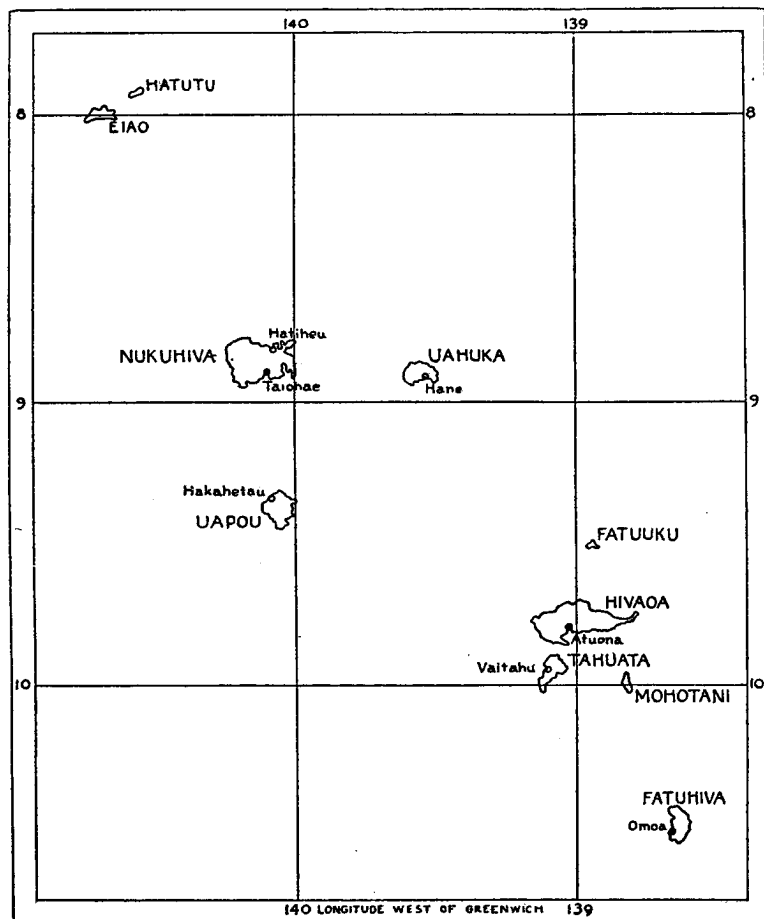 140 139
HATUTU
8 8
EIAO
Hatiheu
NUKUHIVA UAHUKA
Taiohae Hane
9 9
Hakahetau
UAPOU
FATUUKU
HIVAOA
Atuona
Vaitahu TAHUATA
10 10
MOHOTANI
FATUHIVA
Omoa
140 LONGITUDE WEST OF GREENWICH 139